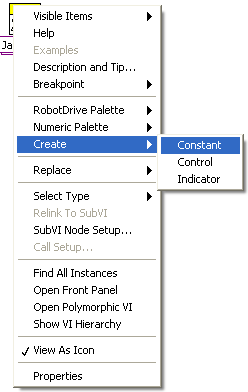 Ja
Visible Items
Help
Examples
Description and Tip...
Breakpoint
RobotDrive Palette
Numeric Palette
Create
Constant
Control
Indicator
Replace
Select Type
Relink To SubVI
SubVI Node Setup...
Call Setup...
Find All Instances
Open Front Panel
Open Polymorphic VI
Show VI Hierarchy
View As Icon
Properties